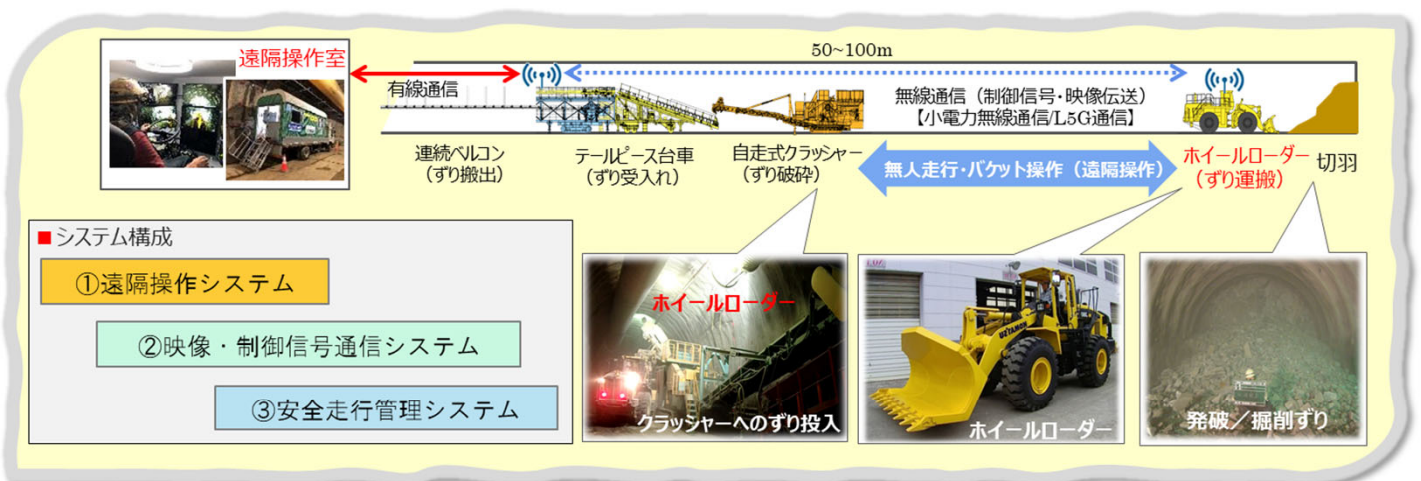 遠隔操作室
50~100m
有線通信
無線通信（制御信号・映像伝送）
【小電力無線通信/L5G通信】
連続ベルコン
（ずり搬出）
テールピース台車
（ずり受入れ）
自走式クラッシャー
（ずり破砕）
無人走行・バケット操作（遠隔操作）
ホイールローダー
（ずり運搬）
切羽
■システム構成
①遠隔操作システム
②映像・制御信号通信システム
③安全走行管理システム
ホイールローダー
クラッシャーへのずり投入
ホイールローダー
発破／掘削ずり